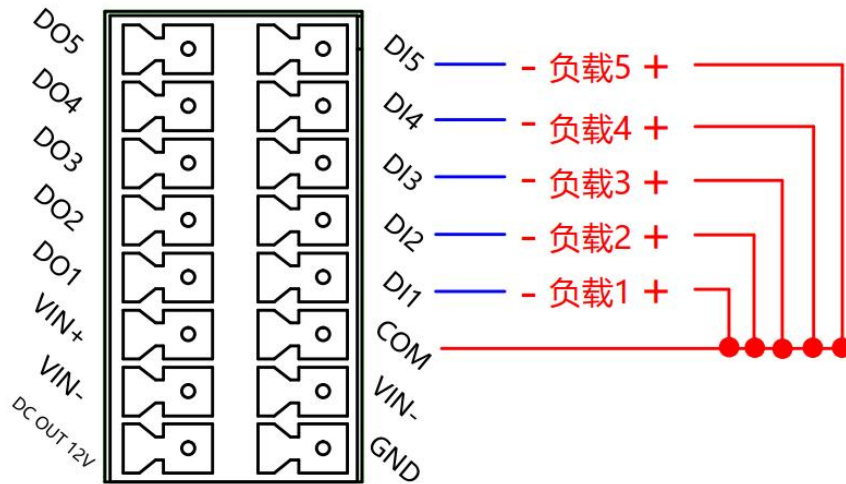 DO5
DO4
DO3
DO2
DO1
VIN+
VIN-
DC OUT 12V
DI5 - 负载5 +
DI4 - 负载4 +
DI3 - 负载3 +
DI2 - 负载2 +
DI1 - 负载1 +
COM
VIN-
GND